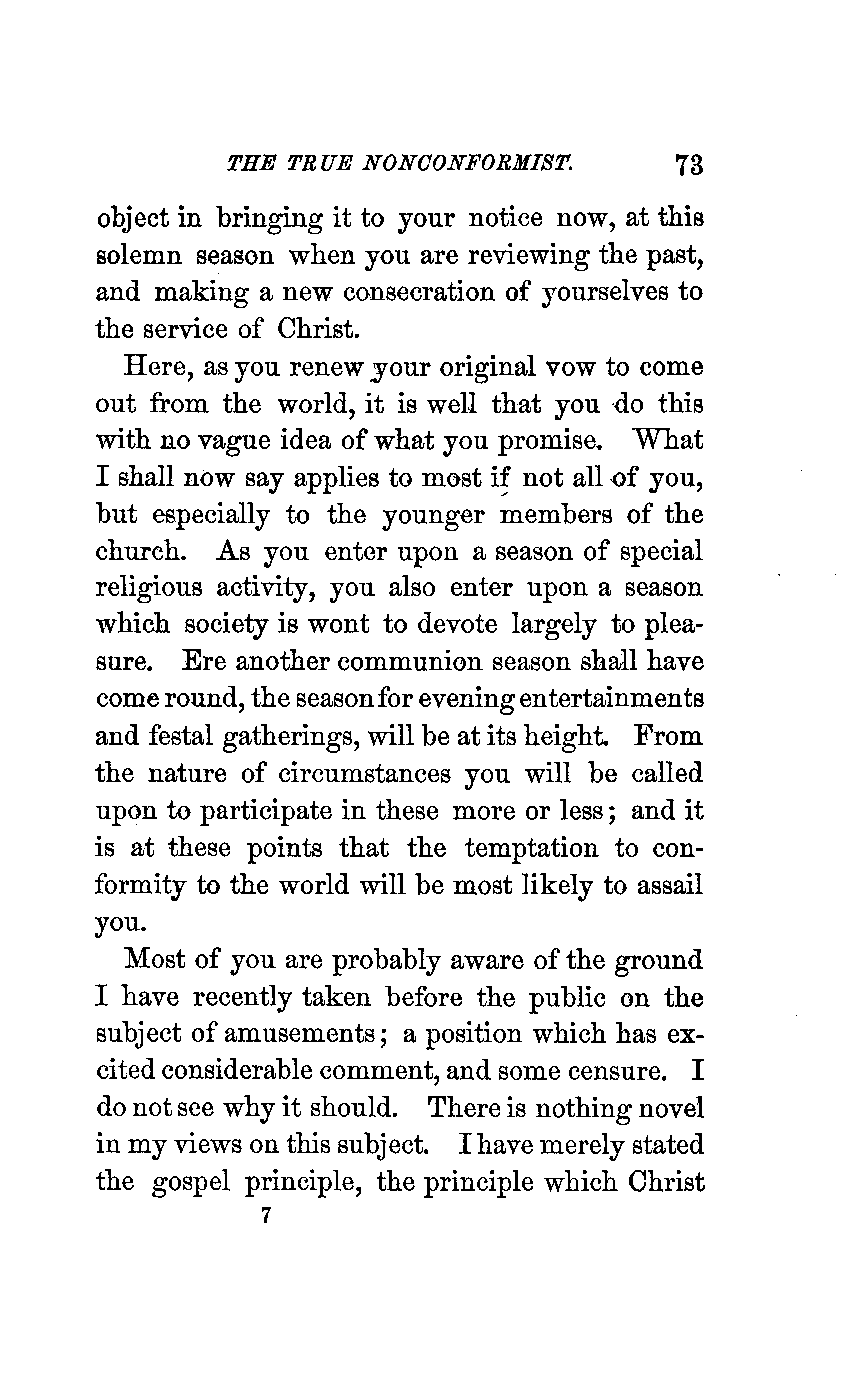 THE TRUE NONCONFORMIST. 73
object in bringing it to your notice now, at this
solemn season when you are reviewing the past,
and making a new consecration of yourselves to
the service of Christ.
Here, as you renew your original vow to come
out from the world, it is well that you do this
with no vague idea of what you promise. What
I shall now say applies to most if not all of you,
but especially to the younger members of the
church. As you enter upon a season of special
religious activity, you also enter upon a season
which society is wont to devote largely to plea-
sure. Ere another communion season shall have
come round, the season for evening entertainments
and festal gatherings, will be at its height. From
the nature of circumstances you will be called
upon to participate in these more or less; and it
is at these points that the temptation to con-
formity to the world will be most likely to assail
you.
Most of you are probably aware of the ground
I have recently taken before the public on the
subject of amusements; a position which has ex-
cited considerable comment, and some censure. I
do not see why it should. There is nothing novel
in my views on this subject. I have merely stated
the gospel principle, the principle which Christ
7